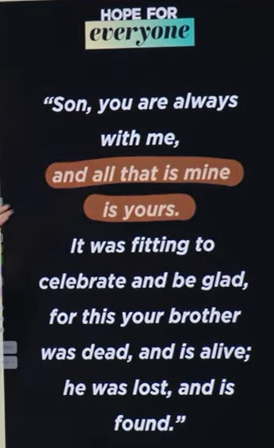 HOPE FOR
everyone
“Son, you are always
with me,
and all that is mine
is yours.
It was fitting to
celebrate and be glad,
for this your brother
was dead, and is alive;
he was lost, and is
found.”